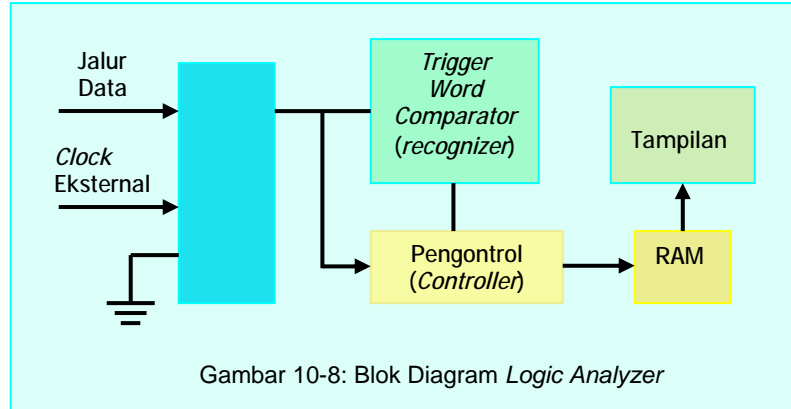 Jalur
Data
Clock
Eksternal
Trigger
Word
Comparator
(recognizer)
Pengontrol
(Controller)
RAM
Tampilan
Gambar 10-8: Blok Diagram Logic Analyzer